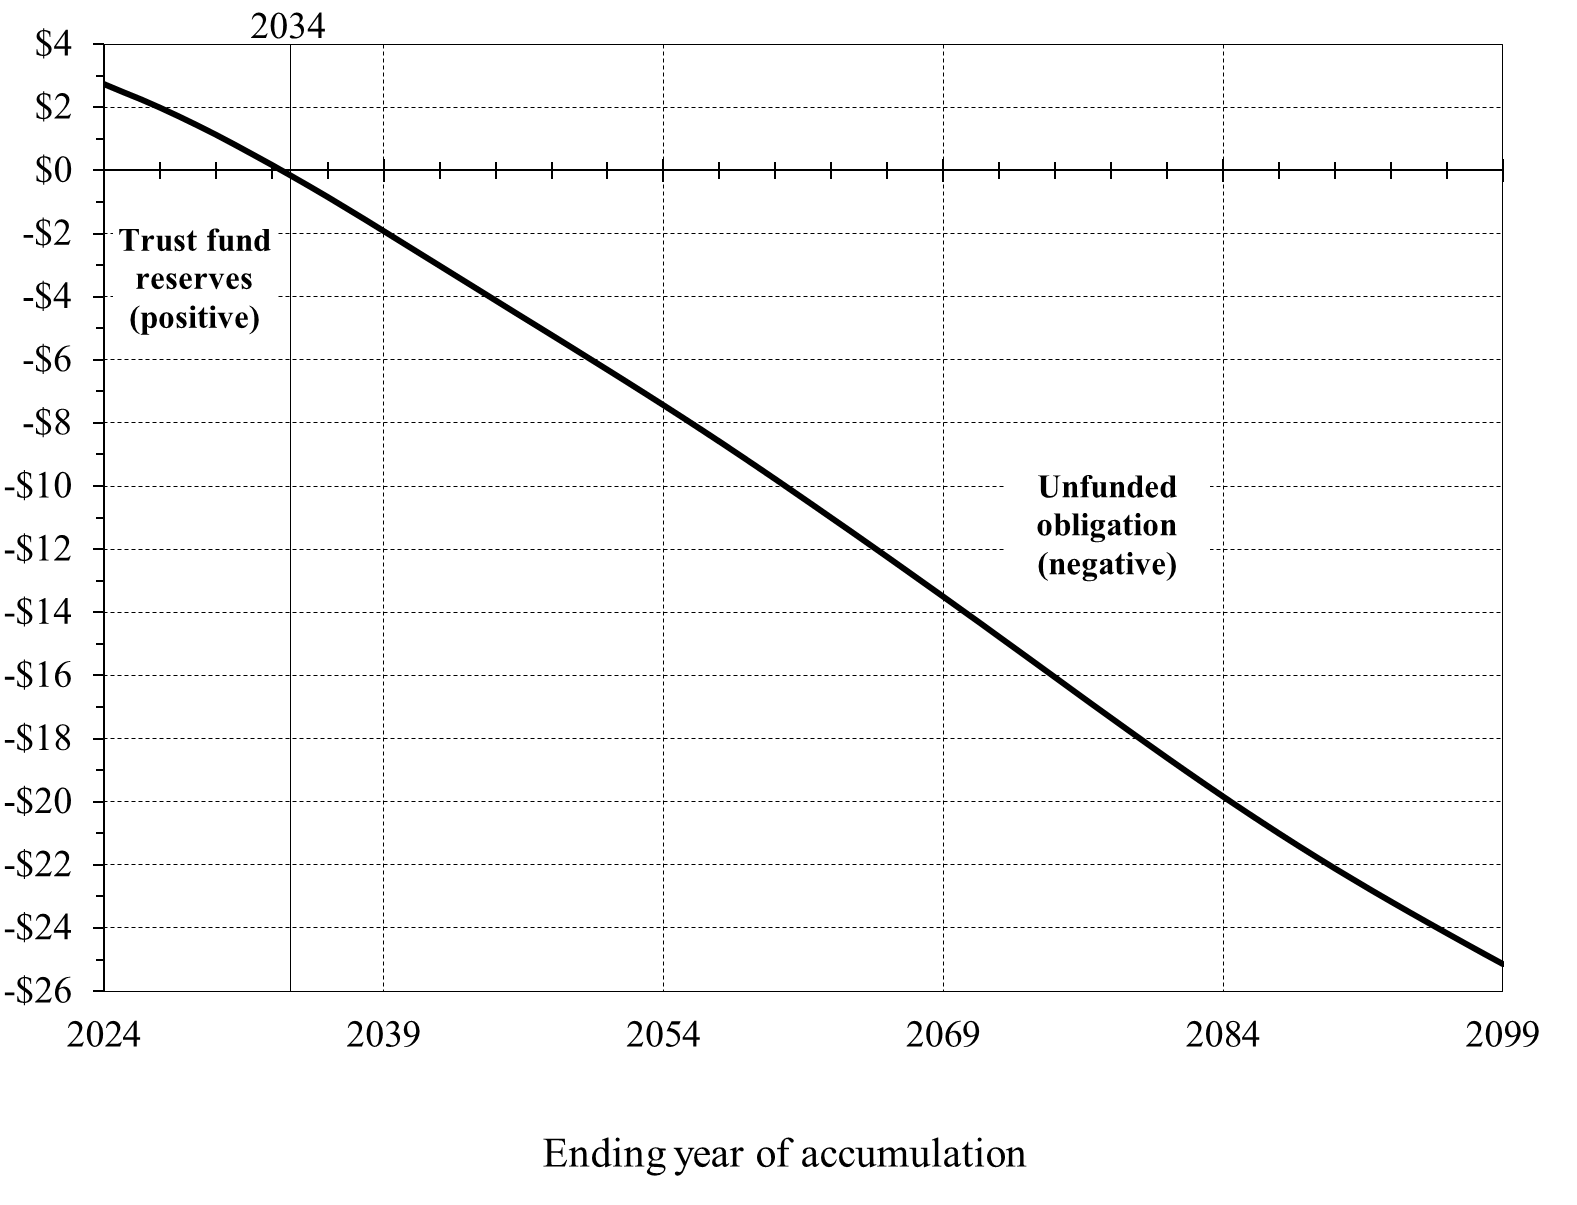 2034
$4
$2
$0
-$2
-$4
-$6
-$8
-$10
-$12
-$14
-$16
-$18
-$20
-$22
-$24
-$26
Trust fund
reserves
(positive)
Unfunded
obligation
(negative)
2024 2039 2054 2069 2084 2099
Ending year of accumulation